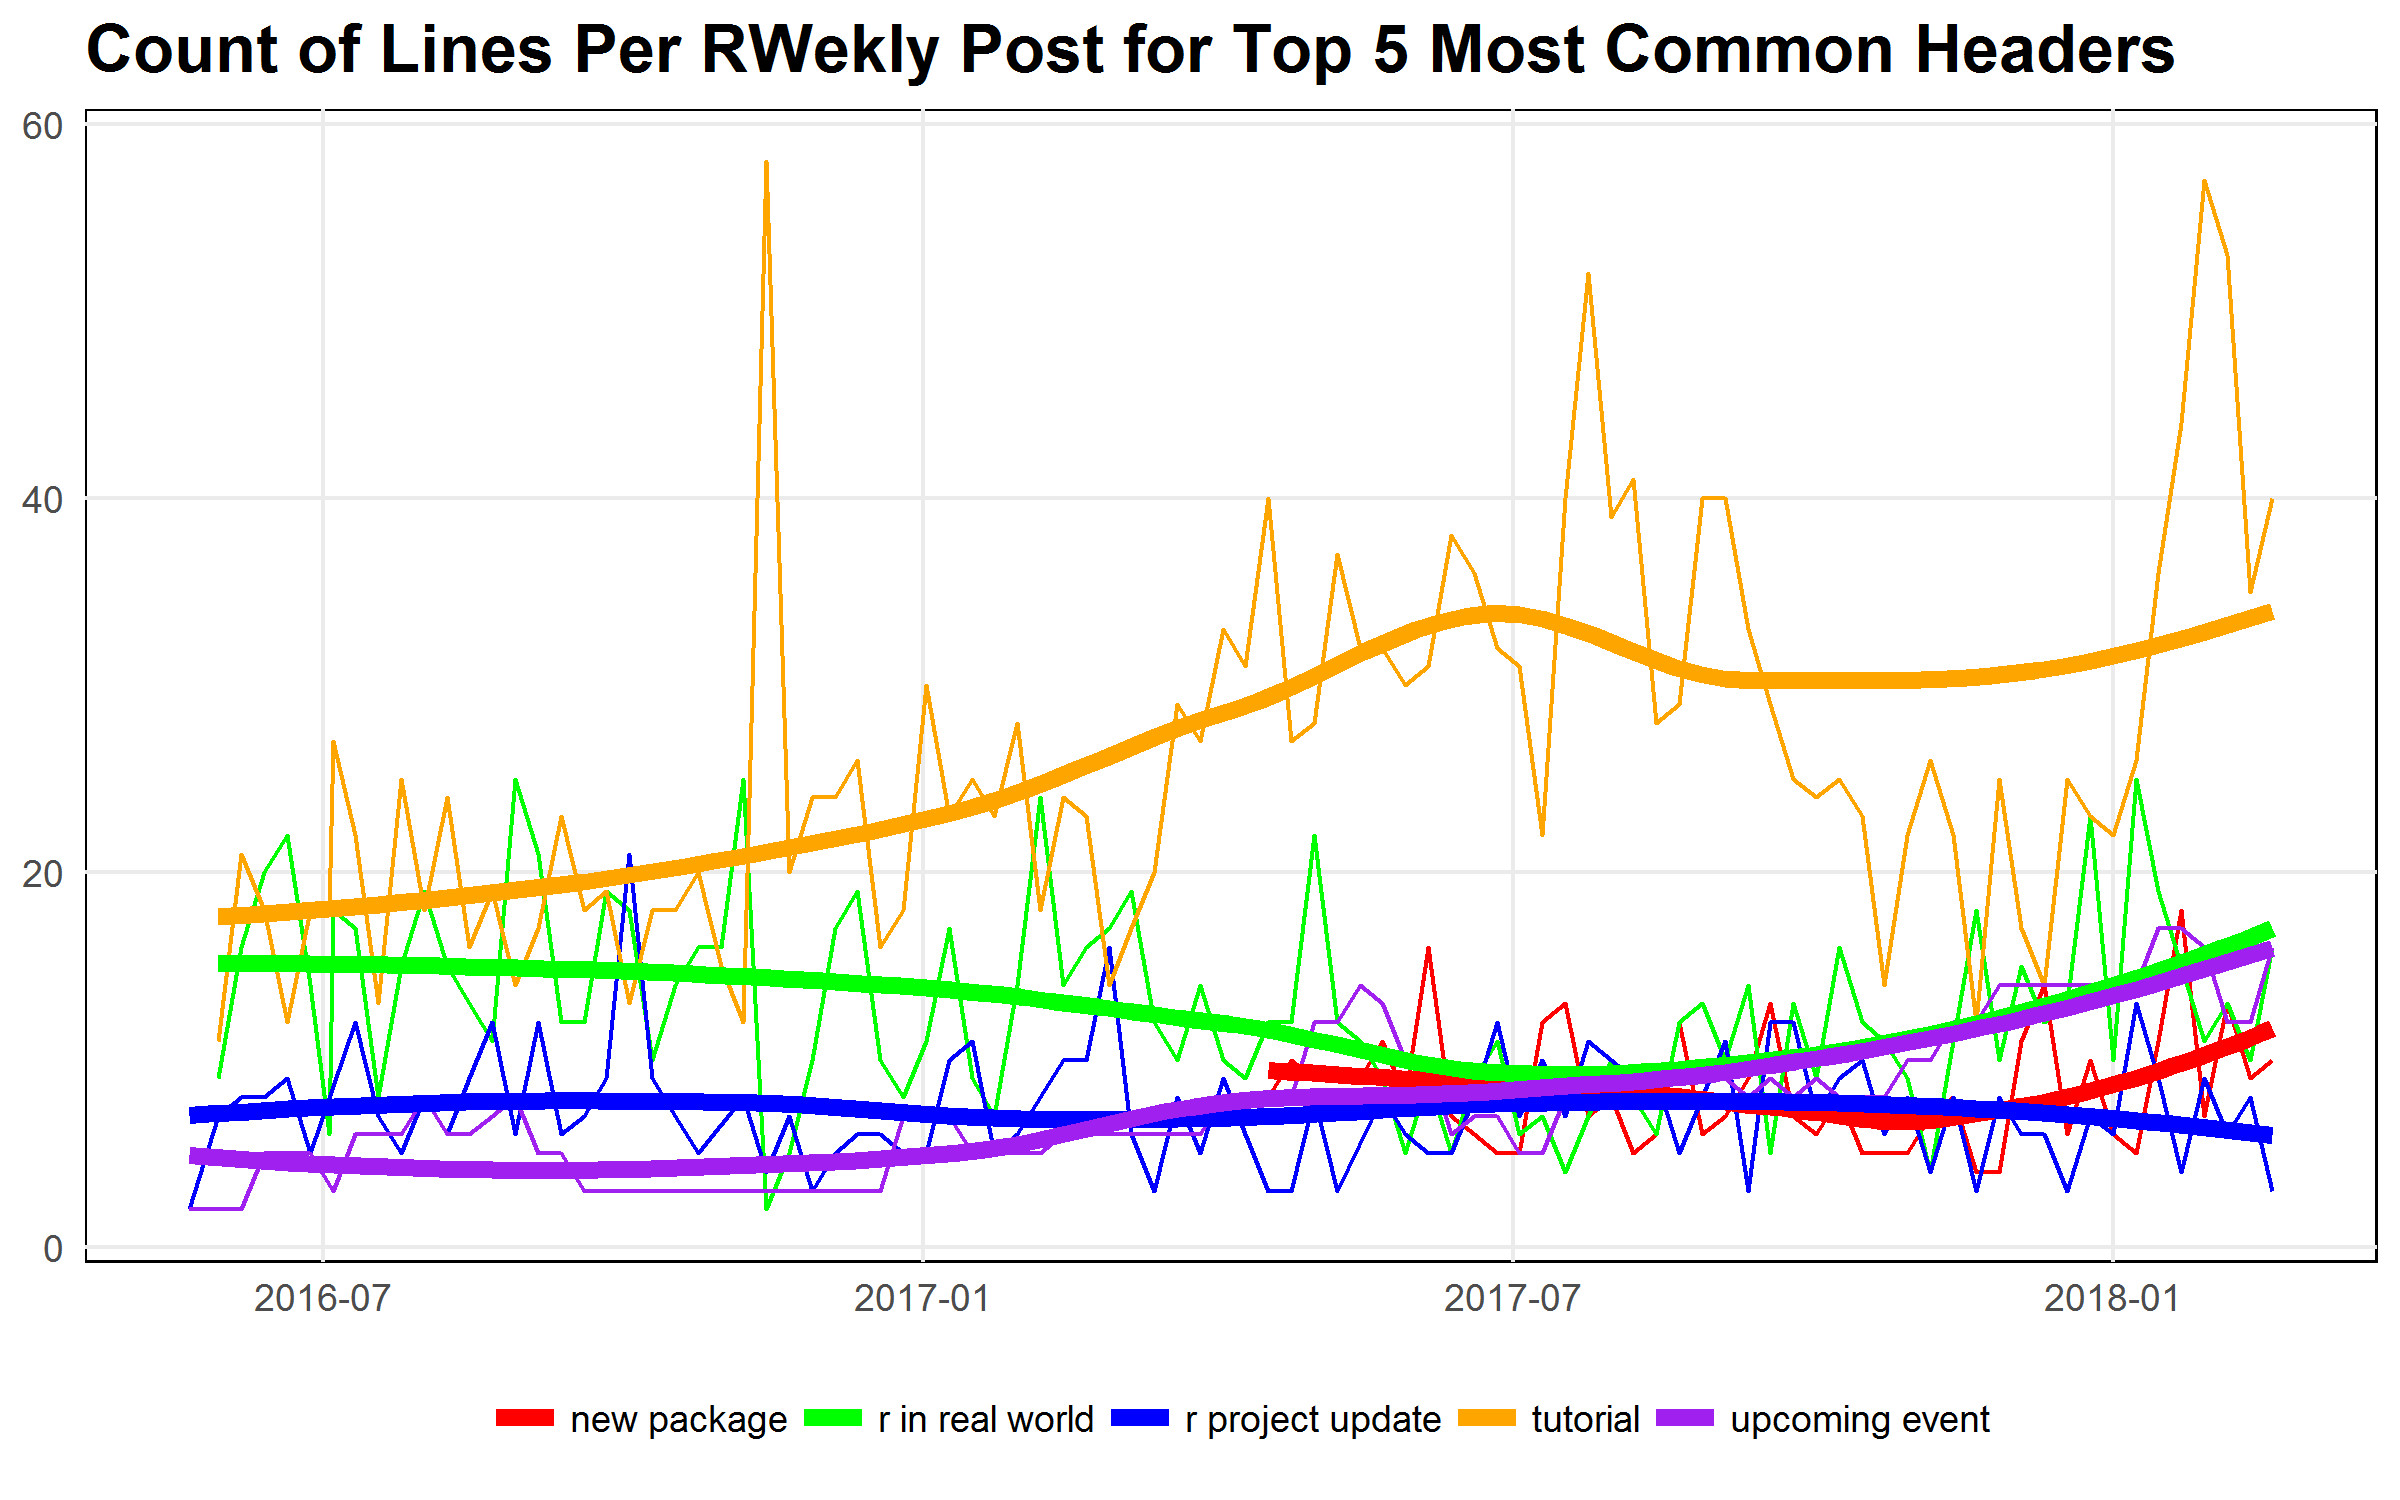 Count of Lines Per RWekly Post for Top 5 Most Common Headers
60
40
20
0
2016-07 2017-01 2017-07 2018-01
new package r in real world r project update tutorial upcoming event